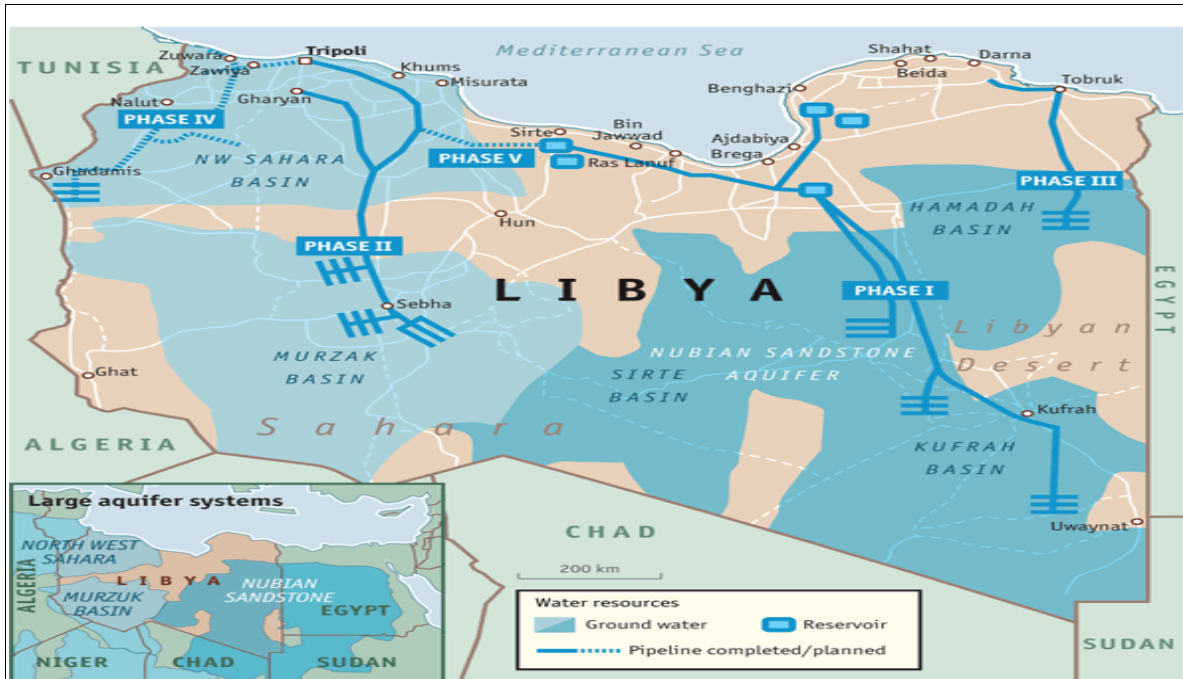 Mediterranean Sea
TUNISIA
Zuwara
Zawiya
Tripoli
Khums
Misurata
Nalut
Gharyan
PHASE IV
Ghadamis
NW SAHARA
BASIN
PHASE V
Sirte
Bin
Jawwad
Ras Lanuf
Ajdabiya
Brega
Benghazi
Shahat
Beida
Darna
Tobruk
PHASE III
HAMADAH
BASIN
Hun
PHASE II
Sebha
LIBYA
PHASE I
EGYPT
Libyan
Desert
MURZAK
BASIN
NUBIAN SANDSTONE
AQUIFER
SIRTE
BASIN
Ghat
Sahara
Kufrah
KUFRAH
BASIN
ALGERIA
Uwaynat
CHAD
SUDAN
200 km
Large aquifer systems
NORTH WEST
SAHARA
ALGERIA
LIBYA
MURZUK
BASIN
NUBIAN
SANDSTONE
EGYPT
NIGER
CHAD
SUDAN
Water resources
Ground water
Reservoir
Pipeline completed/planned